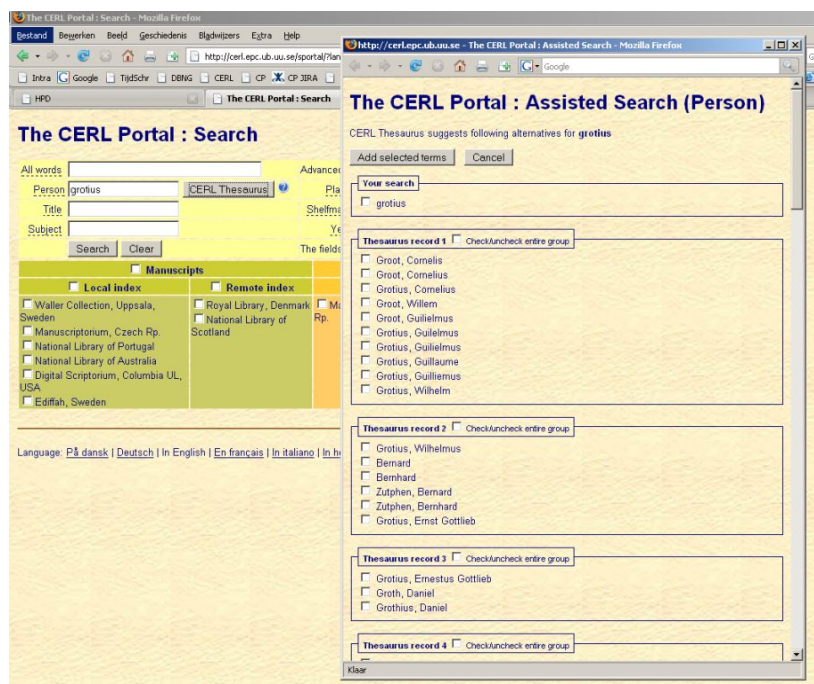 The CERL Portal : Search - Mozilla Firefox
Bestand Bewerken Beeld Geschiedenis Bladwijzers Extra Help
http://cerl.epc.ub.uu.se/sportal/?lan
Intra Google TijdSchr DBNG CERL CP CP JIRA
HPD The CERL Portal : Search
The CERL Portal : Search
All words Advanced
Person grotius CERL Thesaurus Pla
Title Shelfma
Subject Ye
Search Clear The fields
Manuscripts
Local index Remote index
Waller Collection, Uppsala, Sweden
Manuscriptorium, Czech Rp.
National Library of Portugal
National Library of Australia
Digital Scriptorium, Columbia UL, USA
Ediffah, Sweden
Royal Library, Denmark
National Library of Scotland
Ma
Rp.
Language: På dansk | Deutsch | In English | En français | In italiano | In h
http://cerl.epc.ub.uu.se - The CERL Portal : Assisted Search - Mozilla Firefox
Google
The CERL Portal : Assisted Search (Person)
CERL Thesaurus suggests following alternatives for grotius
Add selected terms Cancel
Your search
grotius
Thesaurus record 1 Check/uncheck entire group
Groot, Cornelis
Groot, Cornelius
Grotius, Cornelius
Groot, Willem
Groot, Guilielmus
Grotius, Guilelmus
Grotius, Guilielmus
Grotius, Guillaume
Grotius, Guilliemus
Grotius, Wilhelm
Thesaurus record 2 Check/uncheck entire group
Grotius, Wilhelmus
Bernard
Bernhard
Zutphen, Bernard
Zutphen, Bernhard
Grotius, Ernst Gottlieb
Thesaurus record 3 Check/uncheck entire group
Grotius, Ernestus Gottlieb
Groth, Daniel
Grothius, Daniel
Thesaurus record 4 Check/uncheck entire group
Klaar